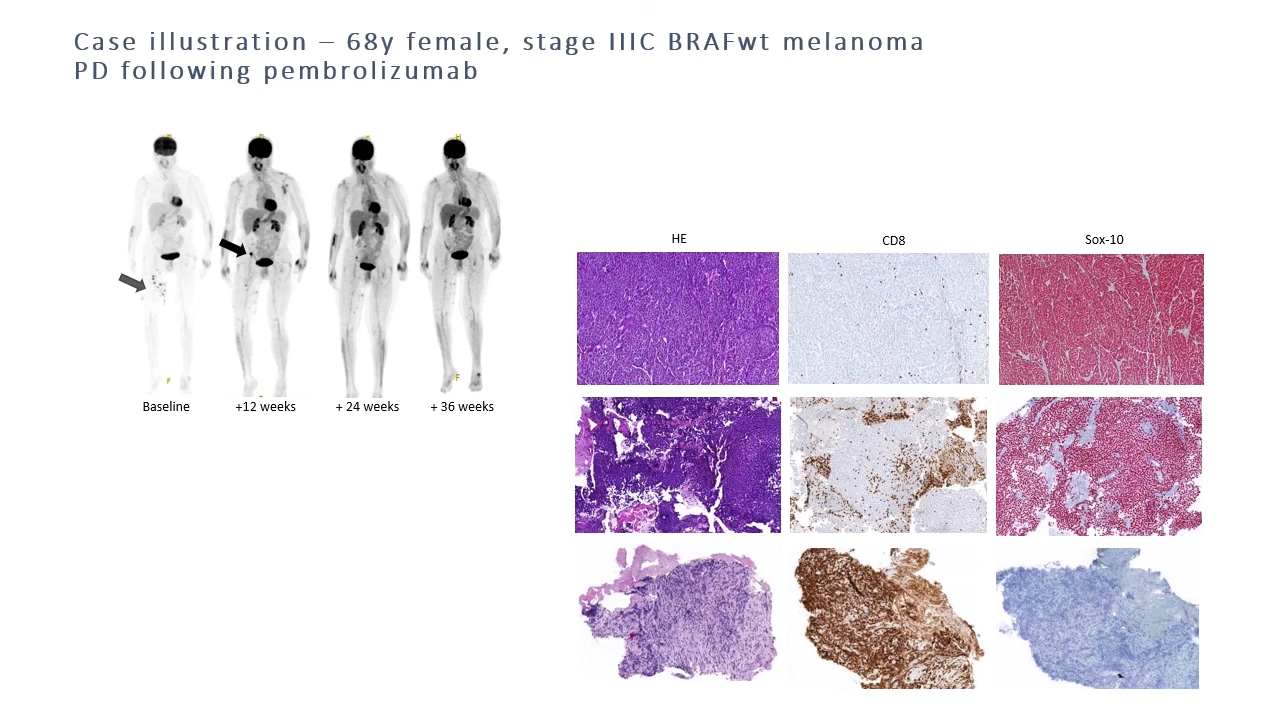 Case illustration – 68y female, stage IIIC BRAFwt melanoma
PD following pembrolizumab
H
H
F
F
Baseline
+12 weeks
+ 24 weeks
+ 36 weeks
HE
CD8
Sox-10